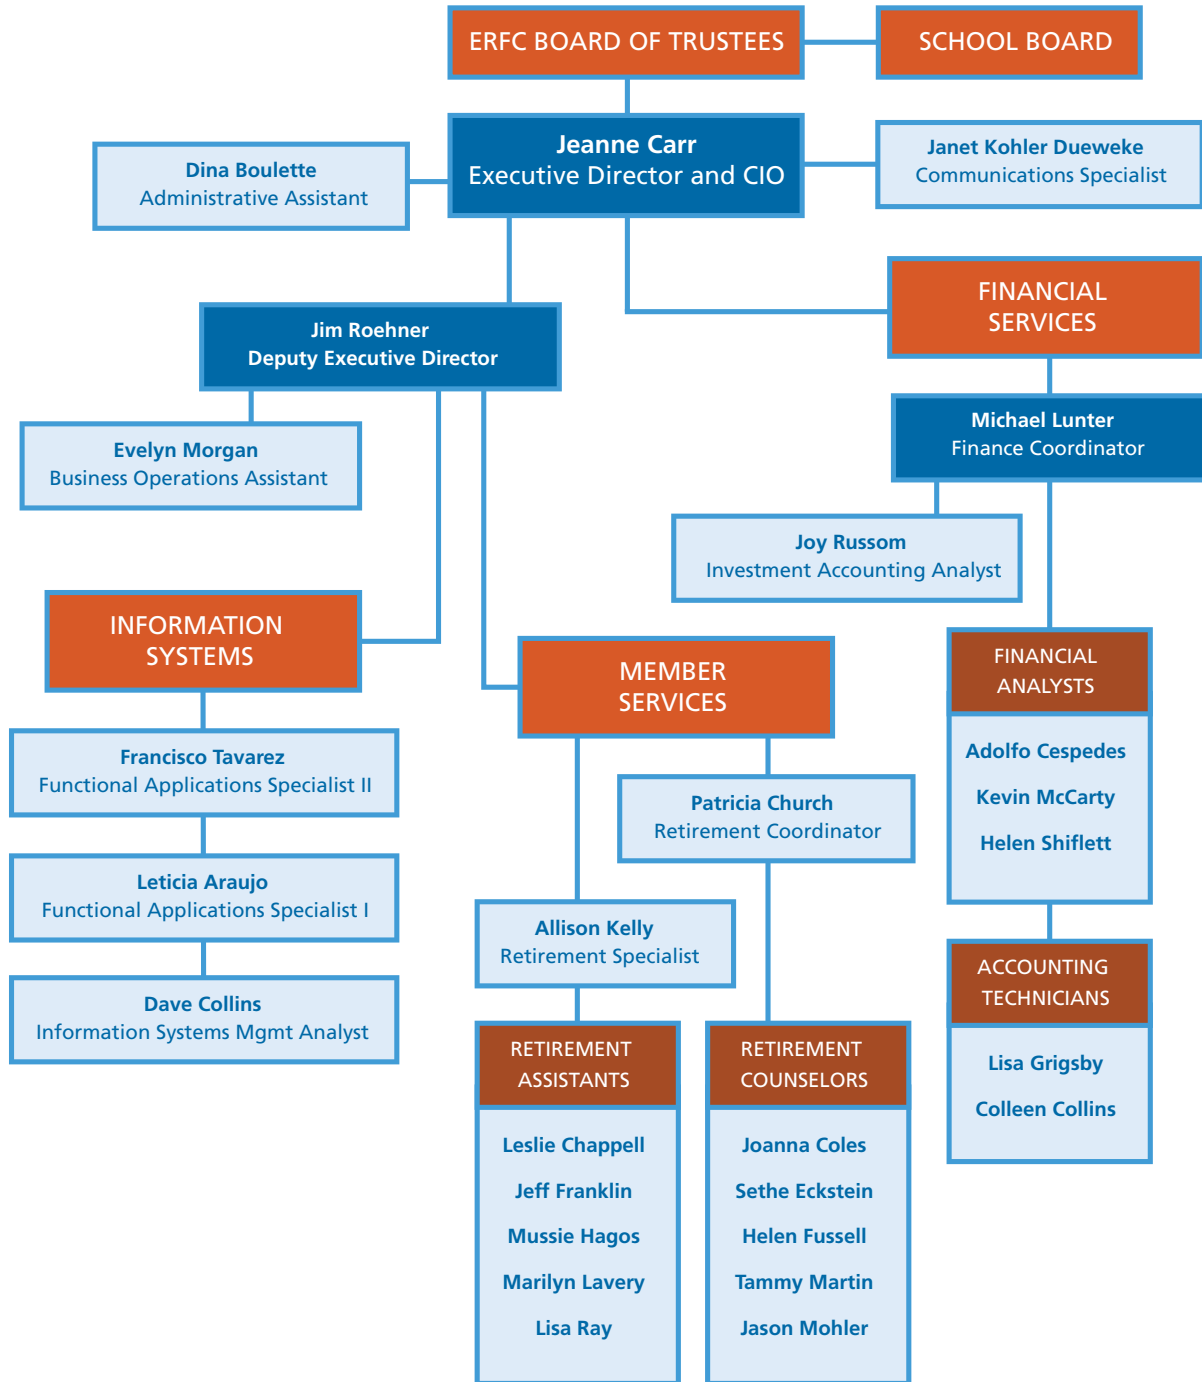 ERFC BOARD OF TRUSTEES
SCHOOL BOARD
Jeanne Carr
Executive Director and CIO
Dina Boulette
Administrative Assistant
Janet Kohler Dueweke
Communications Specialist
FINANCIAL
SERVICES
Jim Roehner
Deputy Executive Director
Michael Lunter
Finance Coordinator
Evelyn Morgan
Business Operations Assistant
Joy Russom
Investment Accounting Analyst
INFORMATION
SYSTEMS
MEMBER
SERVICES
FINANCIAL
ANALYSTS
Adolfo Cespedes
Kevin McCarty
Helen Shiflett
Francisco Tavarez
Functional Applications Specialist II
Patricia Church
Retirement Coordinator
Leticia Araujo
Functional Applications Specialist I
Allison Kelly
Retirement Specialist
Dave Collins
Information Systems Mgmt Analyst
ACCOUNTING
TECHNICIANS
Lisa Grigsby
Colleen Collins
RETIREMENT
ASSISTANTS
Leslie Chappell
Jeff Franklin
Mussie Hagos
Marilyn Lavery
Lisa Ray
RETIREMENT
COUNSELORS
Joanna Coles
Sethe Eckstein
Helen Fussell
Tammy Martin
Jason Mohler